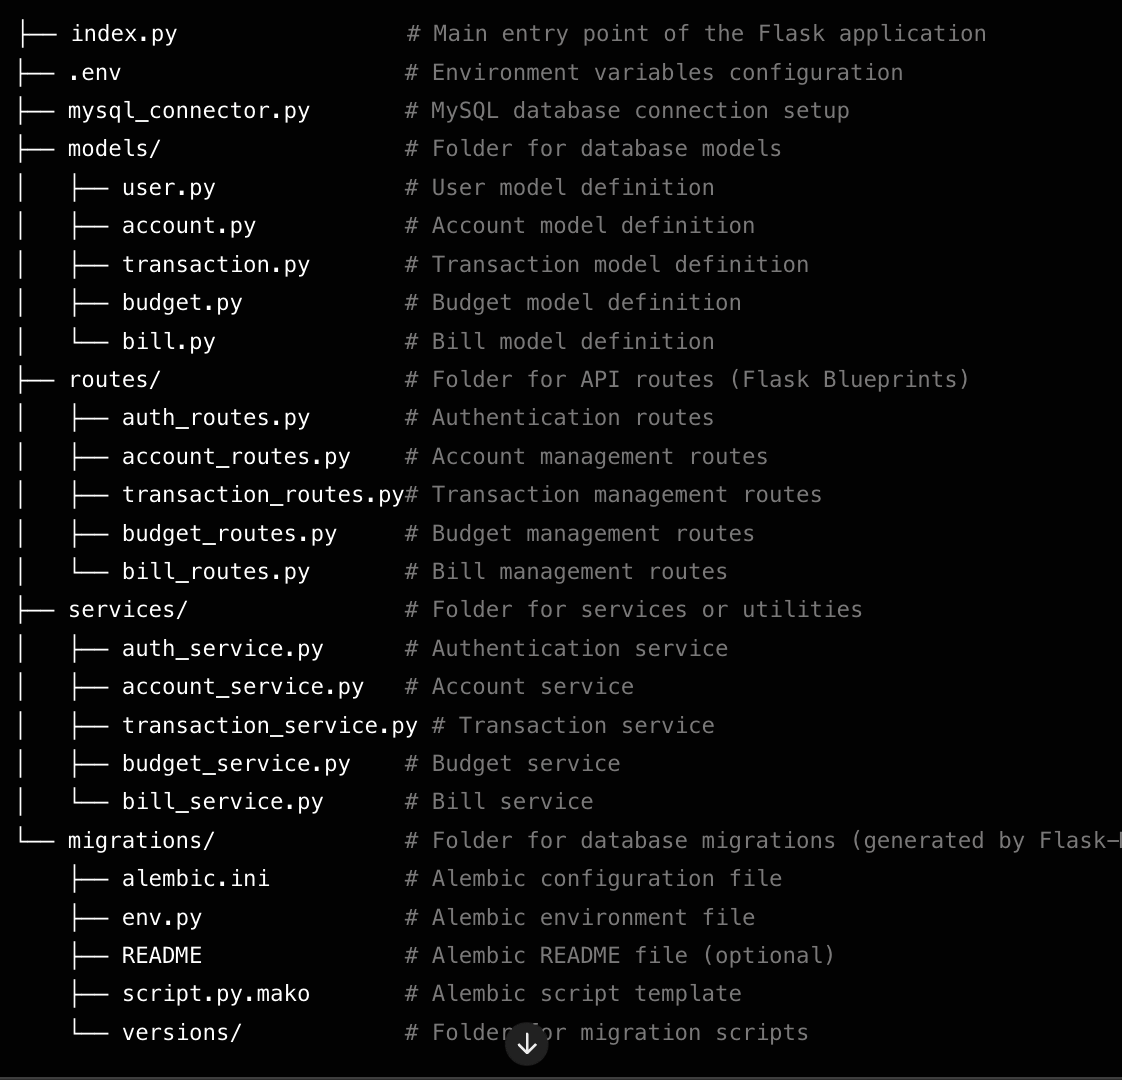 ├── index.py                 # Main entry point of the Flask application
├── .env                     # Environment variables configuration
├── mysql_connector.py       # MySQL database connection setup
├── models/                  # Folder for database models
│   ├── user.py              # User model definition
│   ├── account.py           # Account model definition
│   ├── transaction.py       # Transaction model definition
│   ├── budget.py            # Budget model definition
│   └── bill.py              # Bill model definition
├── routes/                  # Folder for API routes (Flask Blueprints)
│   ├── auth_routes.py       # Authentication routes
│   ├── account_routes.py    # Account management routes
│   ├── transaction_routes.py# Transaction management routes
│   ├── budget_routes.py     # Budget management routes
│   └── bill_routes.py       # Bill management routes
├── services/                # Folder for services or utilities
│   ├── auth_service.py      # Authentication service
│   ├── account_service.py   # Account service
│   ├── transaction_service.py # Transaction service
│   ├── budget_service.py    # Budget service
│   └── bill_service.py      # Bill service
└── migrations/              # Folder for database migrations (generated by Flask-
    ├── alembic.ini          # Alembic configuration file
    ├── env.py               # Alembic environment file
    ├── README               # Alembic README file (optional)
    ├── script.py.mako       # Alembic script template
    └── versions/            # Folder for migration scripts